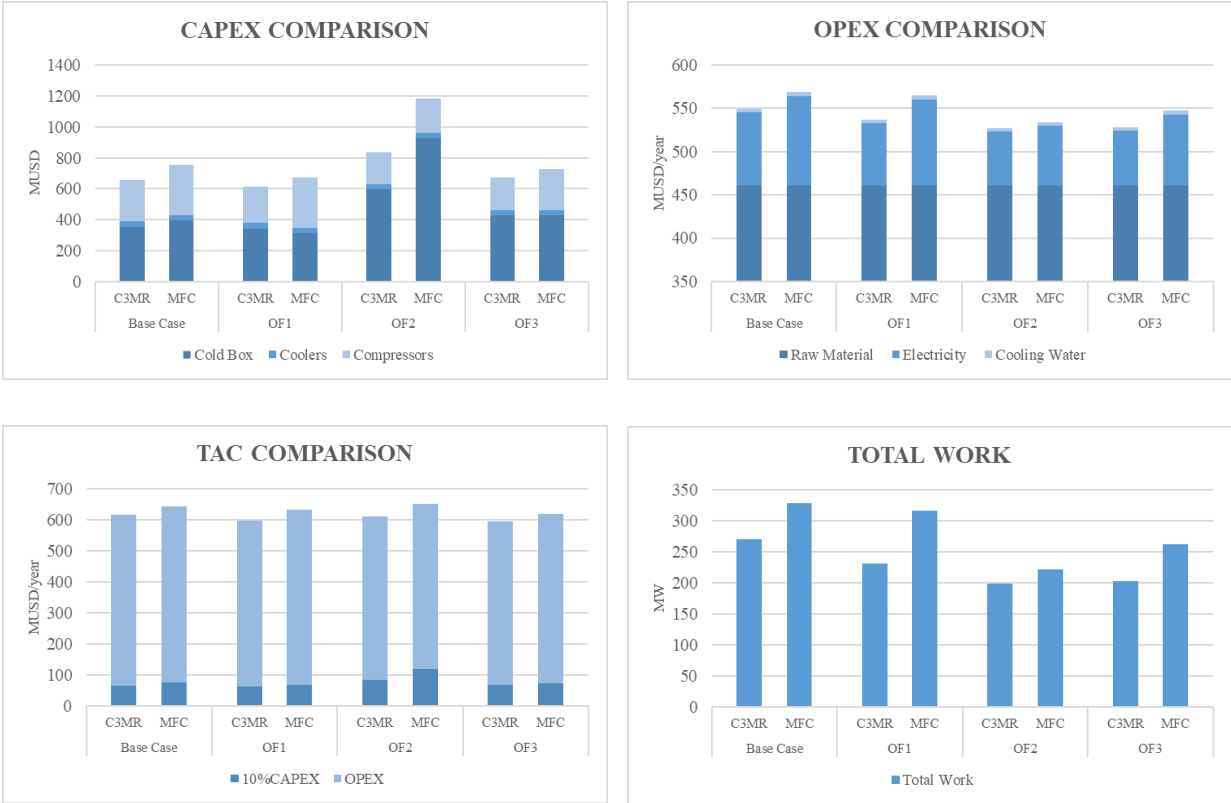 CAPEX COMPARISON
MUSD
1400
1200
1000
800
600
400
200
0
C3MR MFC C3MR MFC C3MR MFC C3MR MFC
Base Case OF1 OF2 OF3
Cold Box Coolers Compressors
OPEX COMPARISON
MUSD/year
600
550
500
450
400
350
C3MR MFC C3MR MFC C3MR MFC C3MR MFC
Base Case OF1 OF2 OF3
Raw Material Electricity Cooling Water
TAC COMPARISON
MUSD/year
700
600
500
400
300
200
100
0
C3MR MFC C3MR MFC C3MR MFC C3MR MFC
Base Case OF1 OF2 OF3
10%CAPEX OPEX
TOTAL WORK
MW
350
300
250
200
150
100
50
0
C3MR MFC C3MR MFC C3MR MFC C3MR MFC
Base Case OF1 OF2 OF3
Total Work